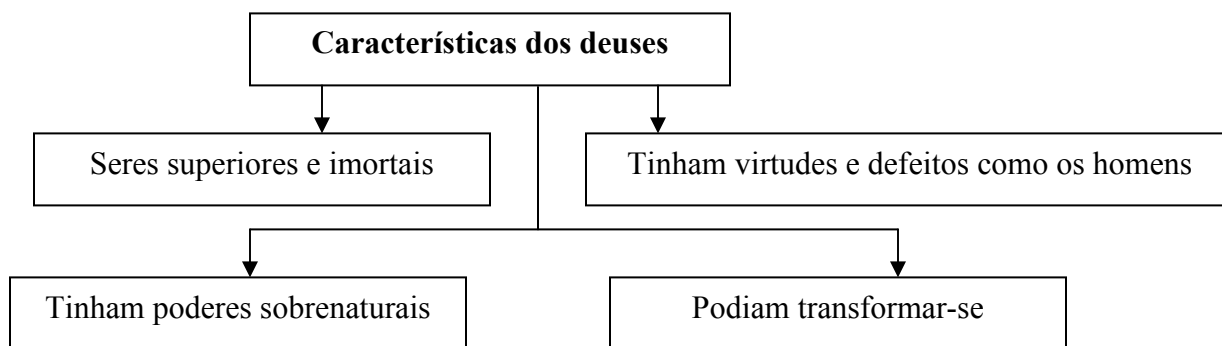 Características dos deuses
Seres superiores e imortais
Tinham virtudes e defeitos como os homens
Tinham poderes sobrenaturais
Podiam transformar-se